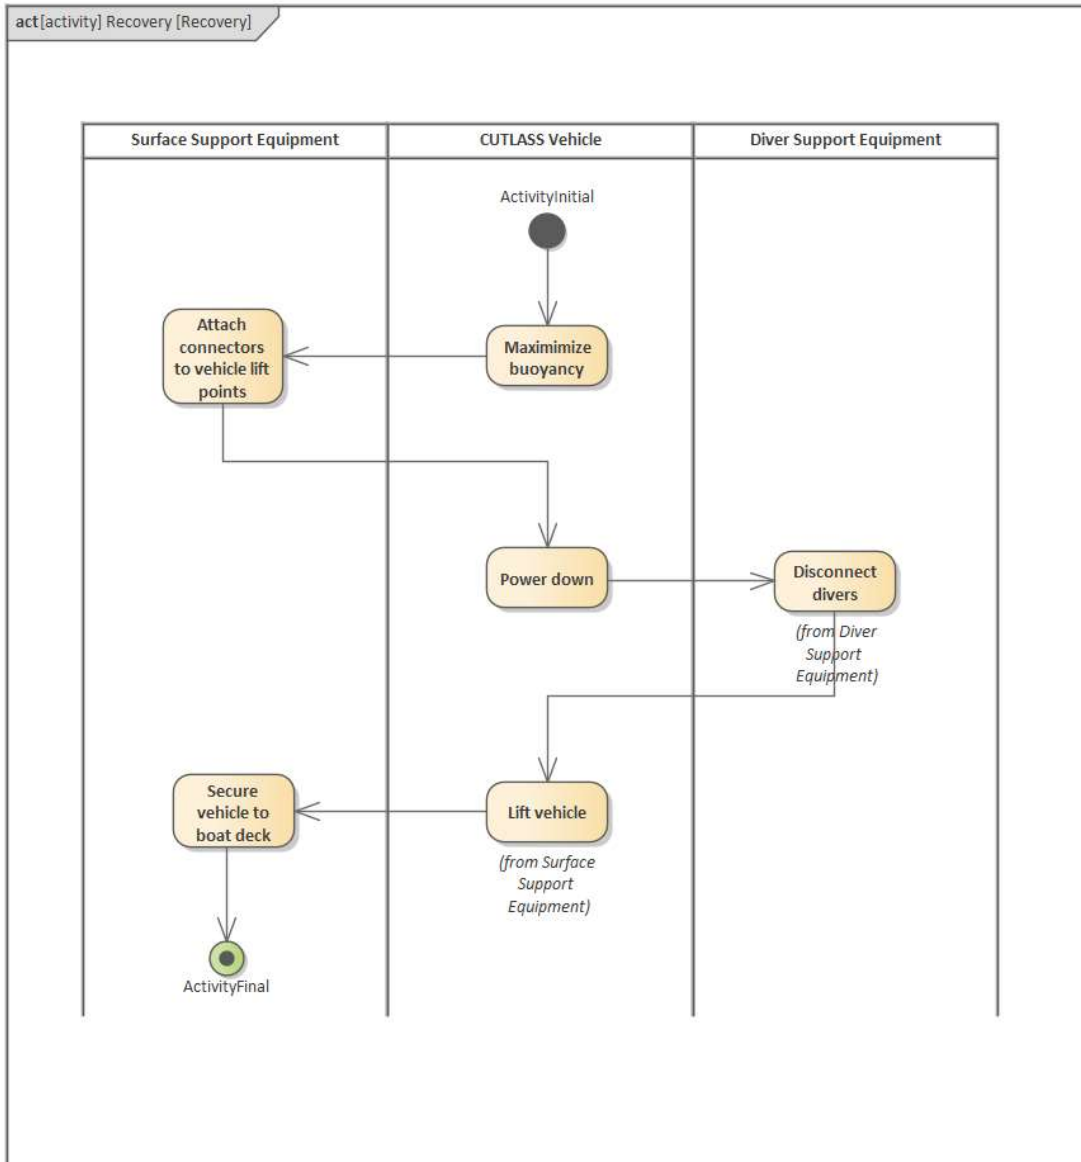 act [activity] Recovery [Recovery]
Surface Support Equipment
CUTLASS Vehicle
Diver Support Equipment
ActivityInitial
Attach
connectors
to vehicle lift
points
Maximimize
buoyancy
Power down
Disconnect
divers
(from Diver
Support
Equipment)
Secure
vehicle to
boat deck
Lift vehicle
(from Surface
Support
Equipment)
ActivityFinal